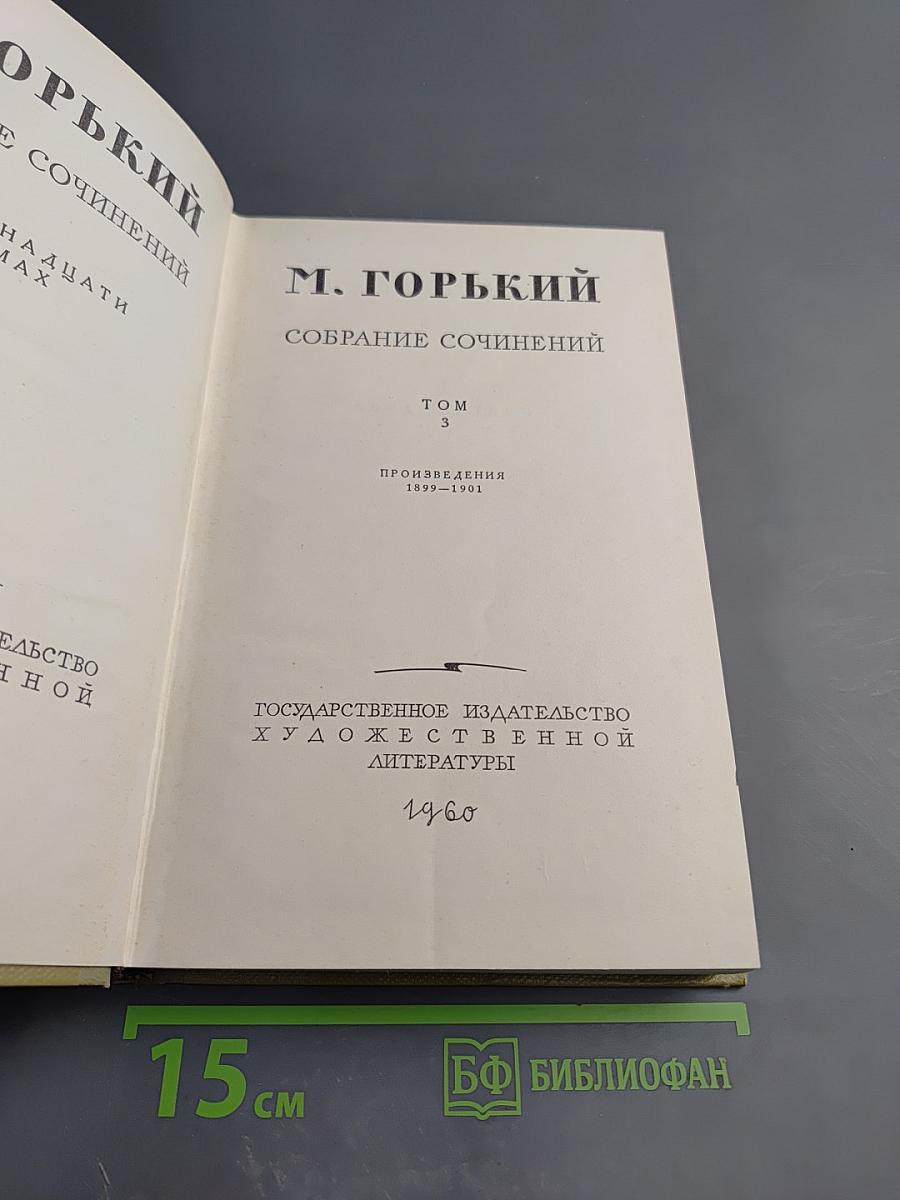 ОРЬКИЙ
Е СОЧИНЕНИЙ
НАДЦАТИ
МАХ
ЕЛЬСТВО
ННОЙ
М. ГОРЬКИЙ
СОБРАНИЕ СОЧИНЕНИЙ
ТОМ
3
ПРОИЗВЕДЕНИЯ
1899—1901
ГОСУДАРСТВЕННОЕ ИЗДАТЕЛЬСТВО
ХУДОЖЕСТВЕННОЙ
ЛИТЕРАТУРЫ
1960
15 см
БФ БИБЛИОФАН